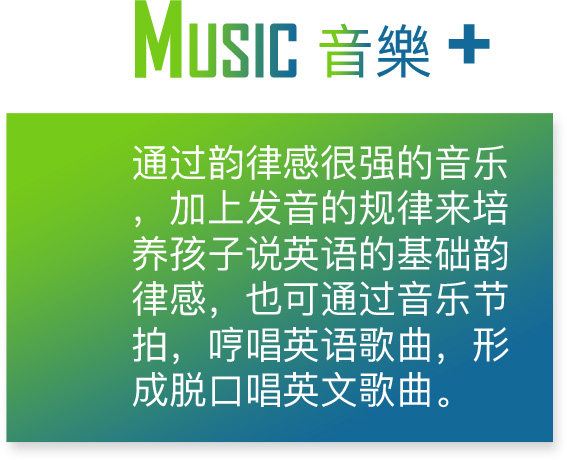 MUSIC 音樂 +
通过韵律感很强的音乐
，加上发音的规律来培
养孩子说英语的基础韵
律感，也可通过音乐节
拍，哼唱英语歌曲，形
成脱口唱英文歌曲。